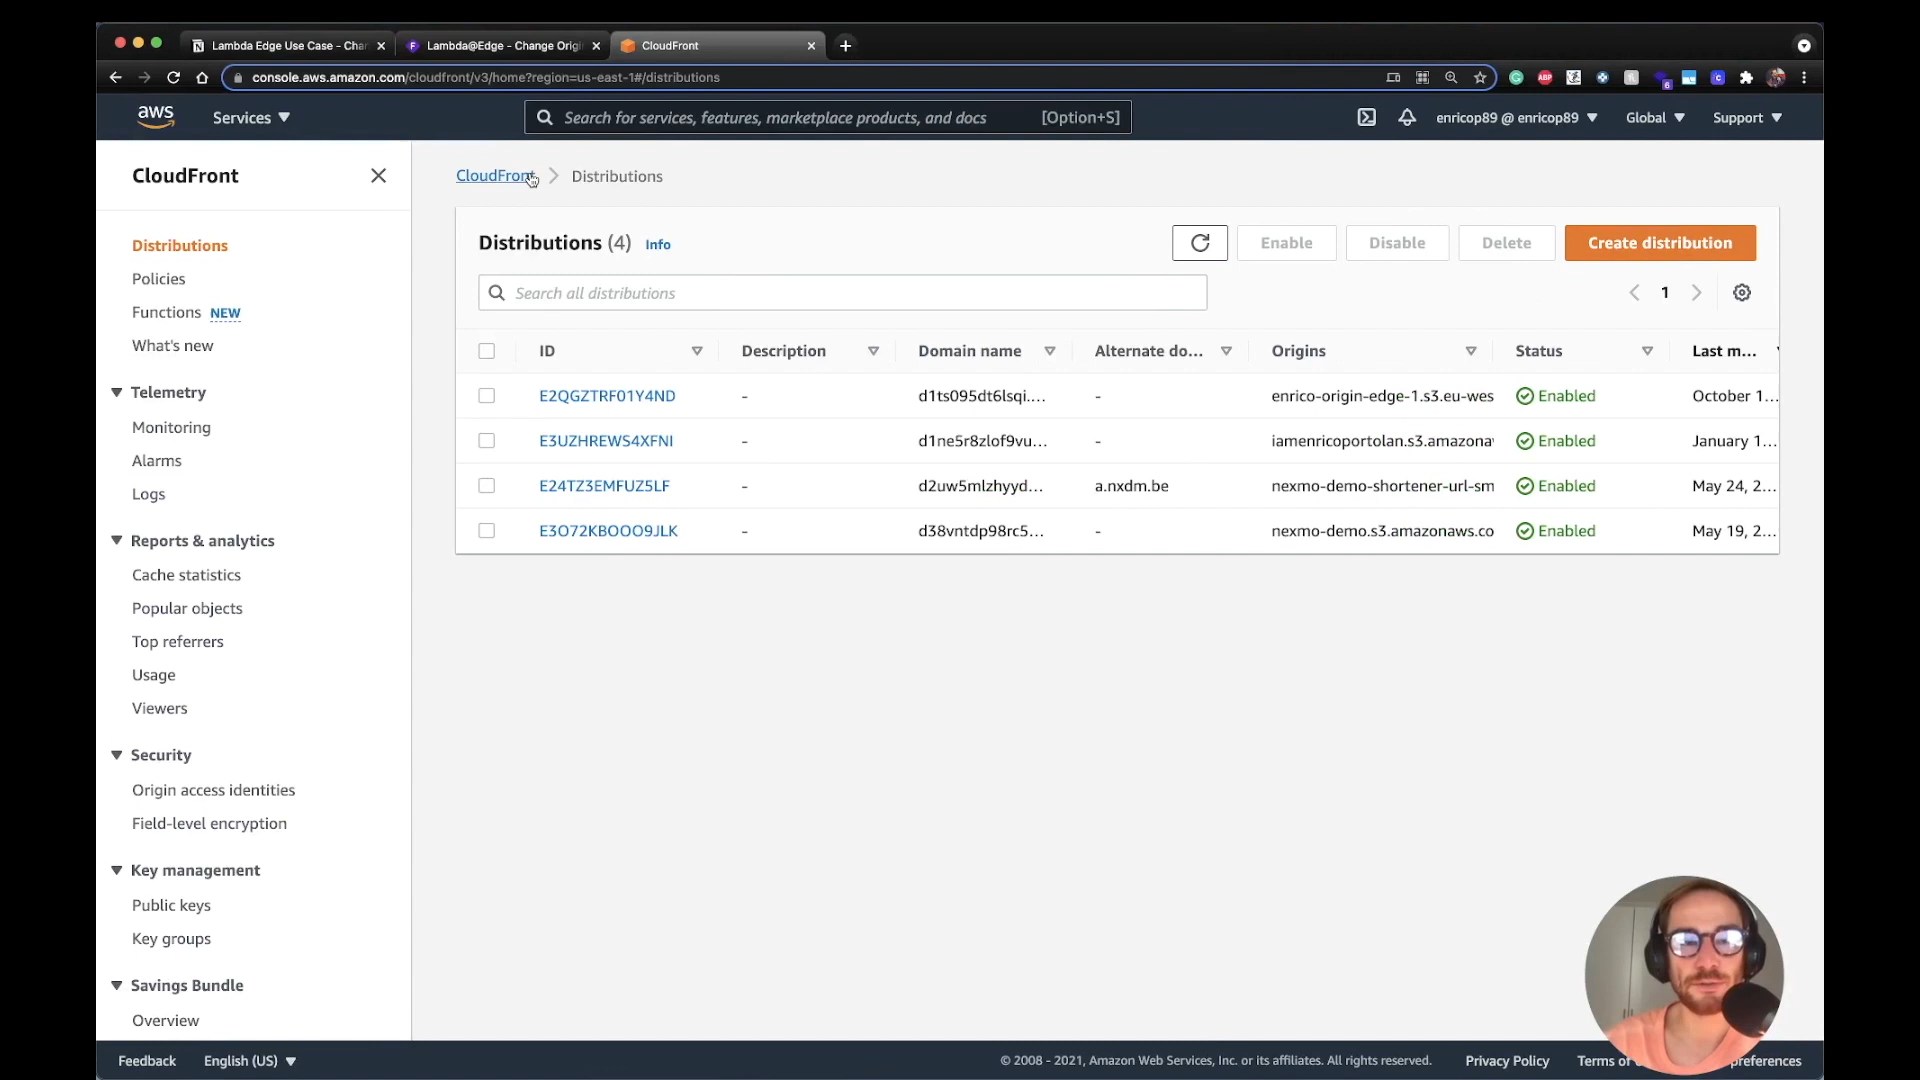 Lambda Edge Use Case - Cha
Lambda@Edge - Change Orig
CloudFront
console.aws.amazon.com/cloudfront/v3/home?region=us-east-1#/distributions
ABP
6
aws
Services
Search for services, features, marketplace products, and docs
[Option+S]
enricop89 @ enricop89
Global
Support
CloudFront
Distributions
Policies
Functions NEW
What's new
Telemetry
Monitoring
Alarms
Logs
Reports & analytics
Cache statistics
Popular objects
Top referrers
Usage
Viewers
Security
Origin access identities
Field-level encryption
Key management
Public keys
Key groups
Savings Bundle
Overview
CloudFront
Distributions
Distributions (4) Info
Enable
Disable
Delete
Create distribution
Search all distributions
1
ID Description Domain name Alternate do... Origins Status Last m...
E2QGZTRF01Y4ND - d1ts095dt6lsqi.... - enrico-origin-edge-1.s3.eu-wes Enabled October 1...
E3UZHREWS4XFNI - d1ne5r8zlof9vu... - iamenricoportolan.s3.amazona Enabled January 1...
E24TZ3EMFUZ5LF - d2uw5mlzhyyd... a.nxdm.be nexmo-demo-shortener-url-sm Enabled May 24, 2...
E3O72KBOOO9JLK - d38vntdp98rc5... - nexmo-demo.s3.amazonaws.co Enabled May 19, 2...
Feedback
English (US)
© 2008 - 2021, Amazon Web Services, Inc. or its affiliates. All rights reserved.
Privacy Policy
Terms of
preferences